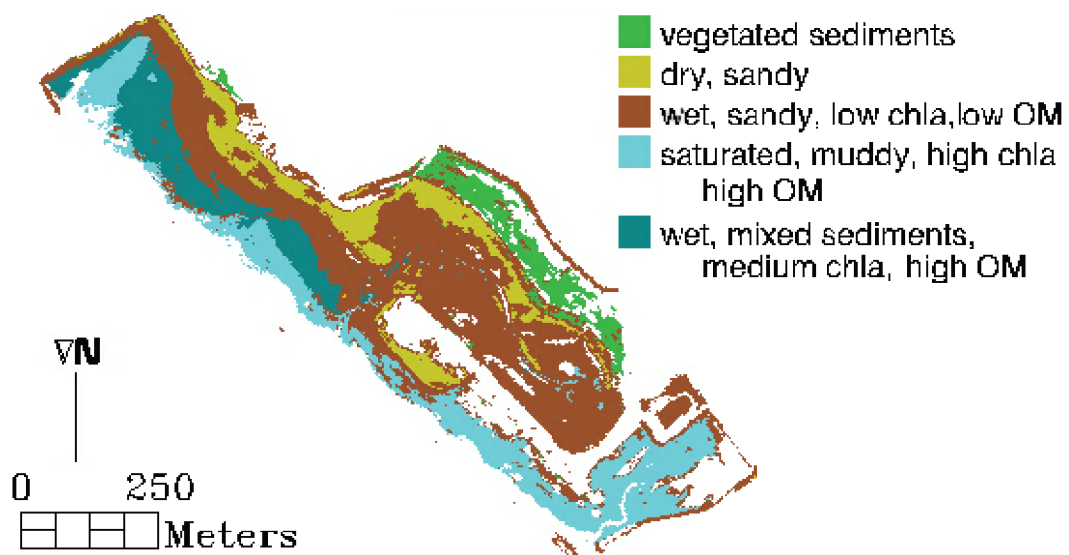 vegetated sediments
dry, sandy
wet, sandy, low chla,low OM
saturated, muddy, high chla
high OM
wet, mixed sediments,
medium chla, high OM
N
0 250
Meters